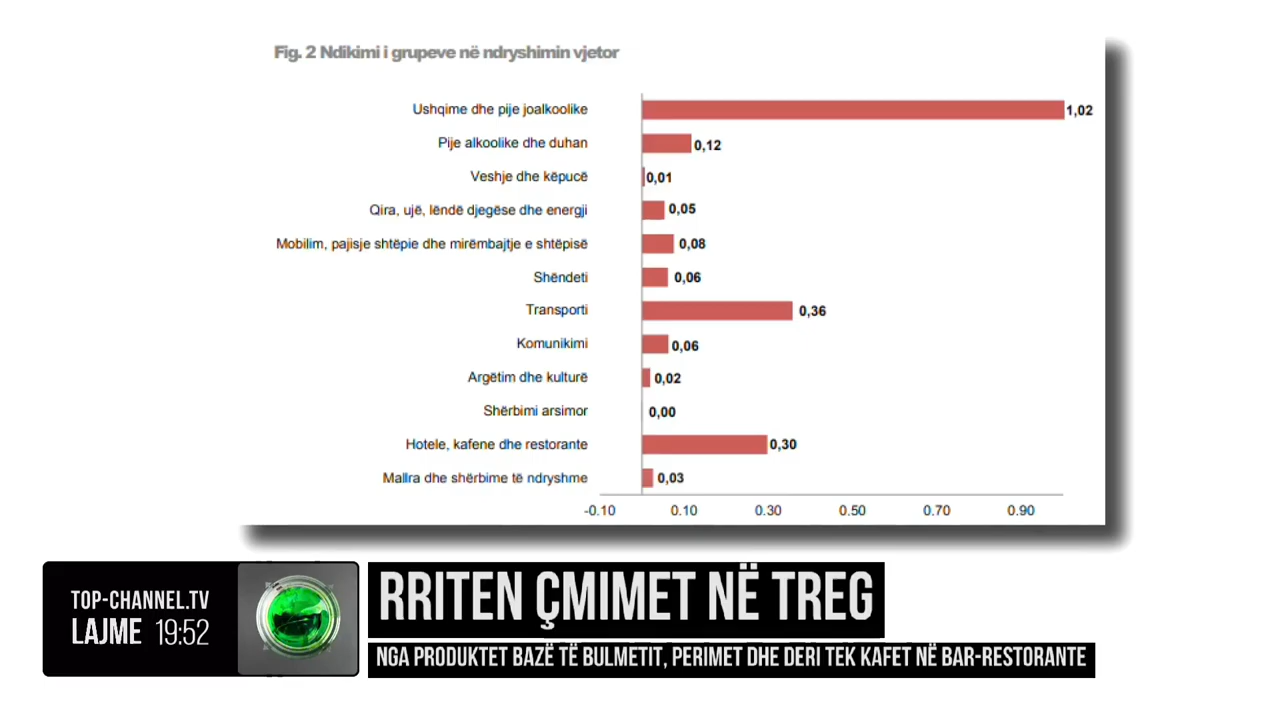 Fig. 2 Ndikimi i grupeve në ndryshimin vjetor
Ushqime dhe pije joalkoolike 1,02
Pije alkoolike dhe duhan 0,12
Veshje dhe këpucë 0,01
Qira, ujë, lëndë djegëse dhe energji 0,05
Mobilim, pajisje shtëpie dhe mirëmbajtje e shtëpisë 0,08
Shëndeti 0,06
Transporti 0,36
Komunikimi 0,06
Argëtim dhe kulturë 0,02
Shërbimi arsimor 0,00
Hotele, kafene dhe restorante 0,30
Mallra dhe shërbime të ndryshme 0,03
-0.10 0.10 0.30 0.50 0.70 0.90
TOP-CHANNEL.TV
LAJME 19:52
RRITEN ÇMIMET NË TREG
NGA PRODUKTET BAZË TË BULMETIT, PERIMET DHE DERI TEK KAFET NË BAR-RESTORANTE